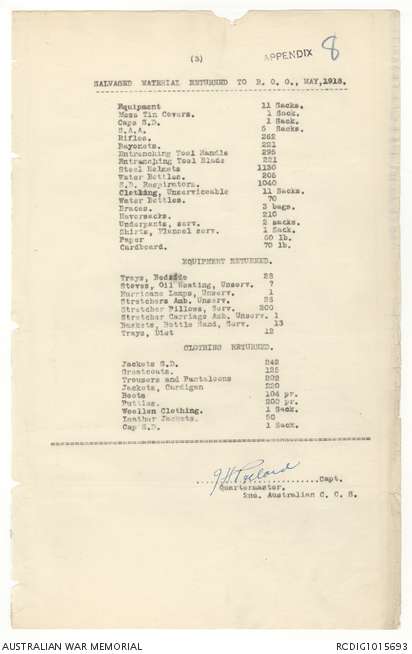 (3)
APPENDIX 8
SALVAGED MATERIAL RETURNED TO R. O. O., MAY, 1918.
Equipment 11 Sacks.
Mess Tin Covers. 1 Sack.
Caps S.D. 1 Sack.
S.A.A. 5 Sacks.
Rifles. 262
Bayonets. 221
Entrenching Tool Handle 295
Entrenching Tool Blade 221
Steel Helmets 1130
Water Bottles. 205
S.D. Respirators. 1040
Clothing, Unserviceable 11 Sacks.
Water Bottles. 70
Braces. 3 bags.
Haversacks. 210
Underpants, serv. 2 sacks.
Shirts, Flannel serv. 1 Sack.
Paper 50 lb.
Cardboard. 70 lb.
EQUIPMENT RETURNED.
Trays, Bedside 28
Stoves, Oil Heating, Unserv. 7
Hurricane Lamps, Unserv. 1
Stretchers Amb. Unserv. 25
Stretcher Pillows, Serv. 200
Stretcher Carriage Amb. Unserv. 1
Baskets, Bottle Hand, Serv. 13
Trays, Diet 12
CLOTHING RETURNED.
Jackets S.D. 242
Greatcoats. 125
Trousers and Pantaloons 202
Jackets, Cardigan 220
Boots 104 pr.
Putties. 200 pr.
Woollen Clothing. 1 Sack.
Leather Jackets. 50
Cap S.D. 1 Sack.
Capt.
Quartermaster.
2nd. Australian C. C. S.
AUSTRALIAN WAR MEMORIAL
RCDIG1015693